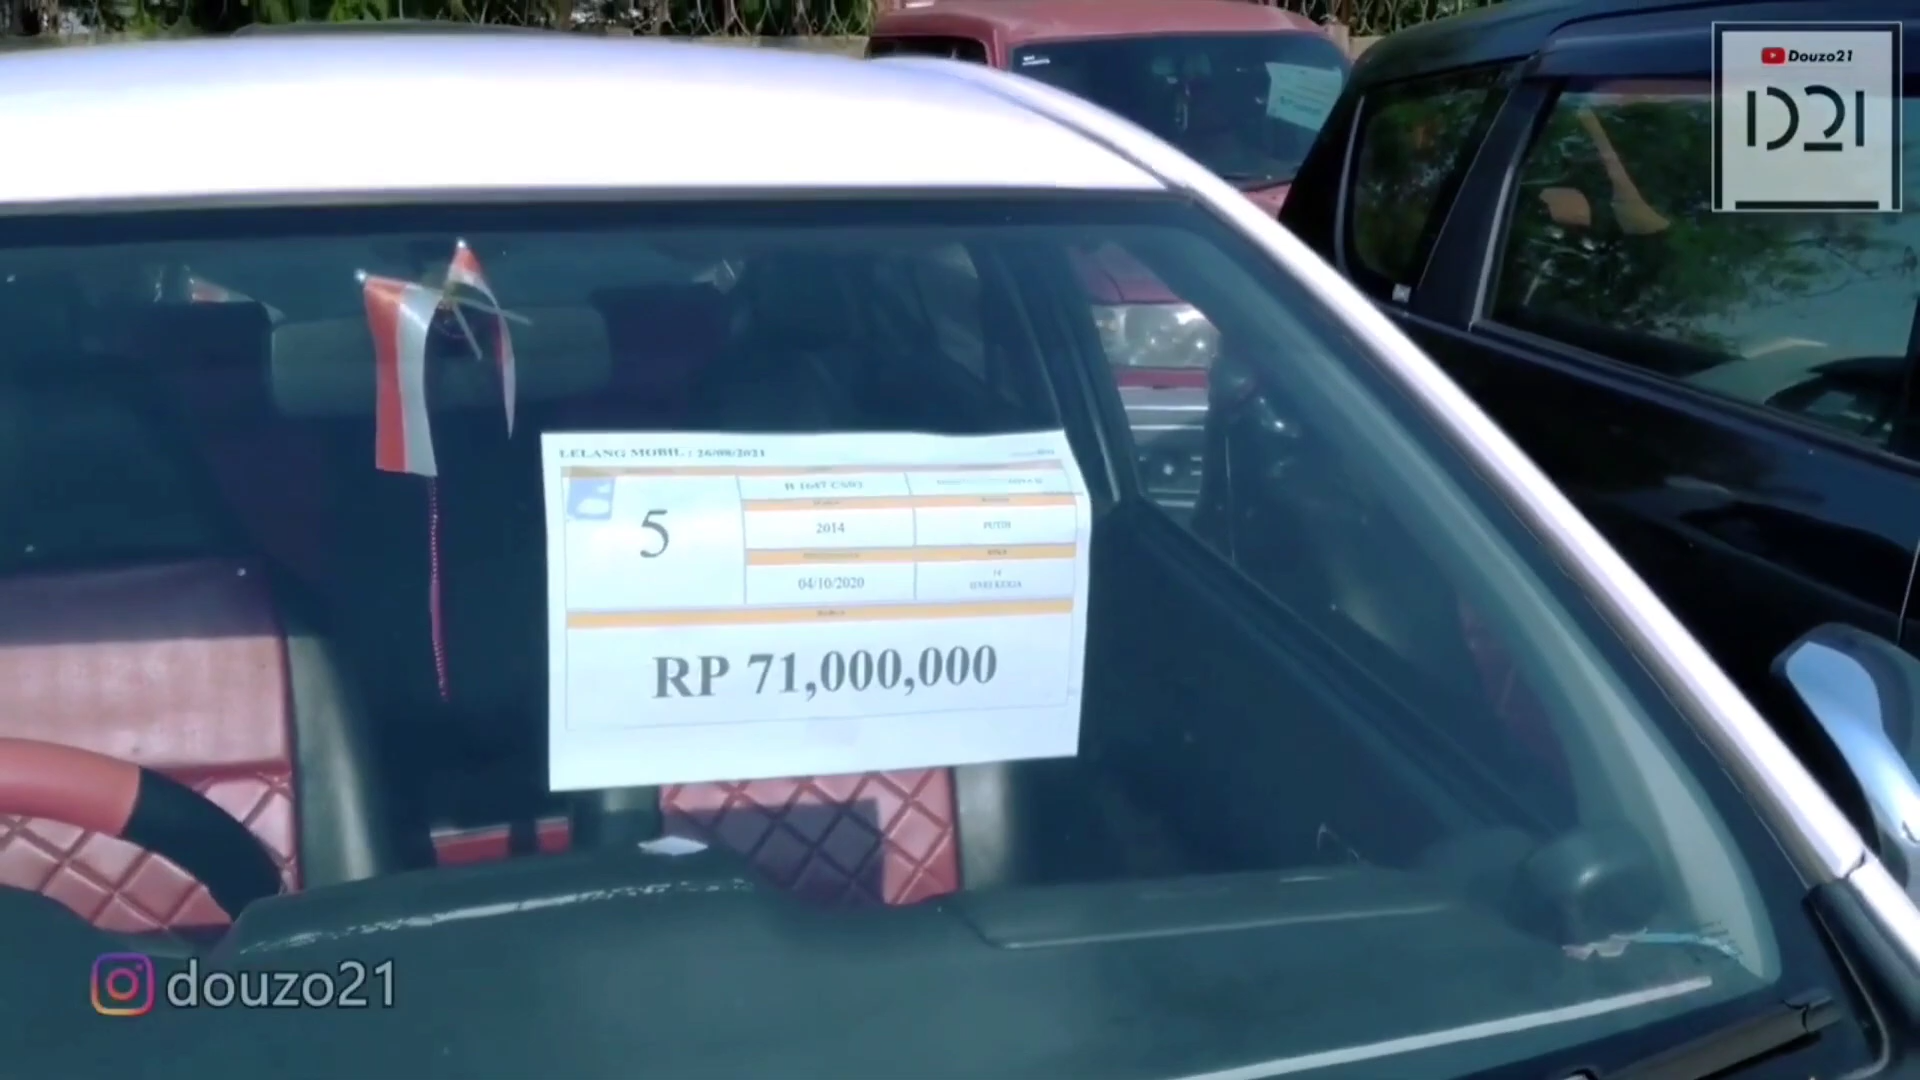 Douzo21
D21
LELANG MOBIL : 26/08/2021
5
2014
PUTIH
04/10/2020
RP 71,000,000
douzo21